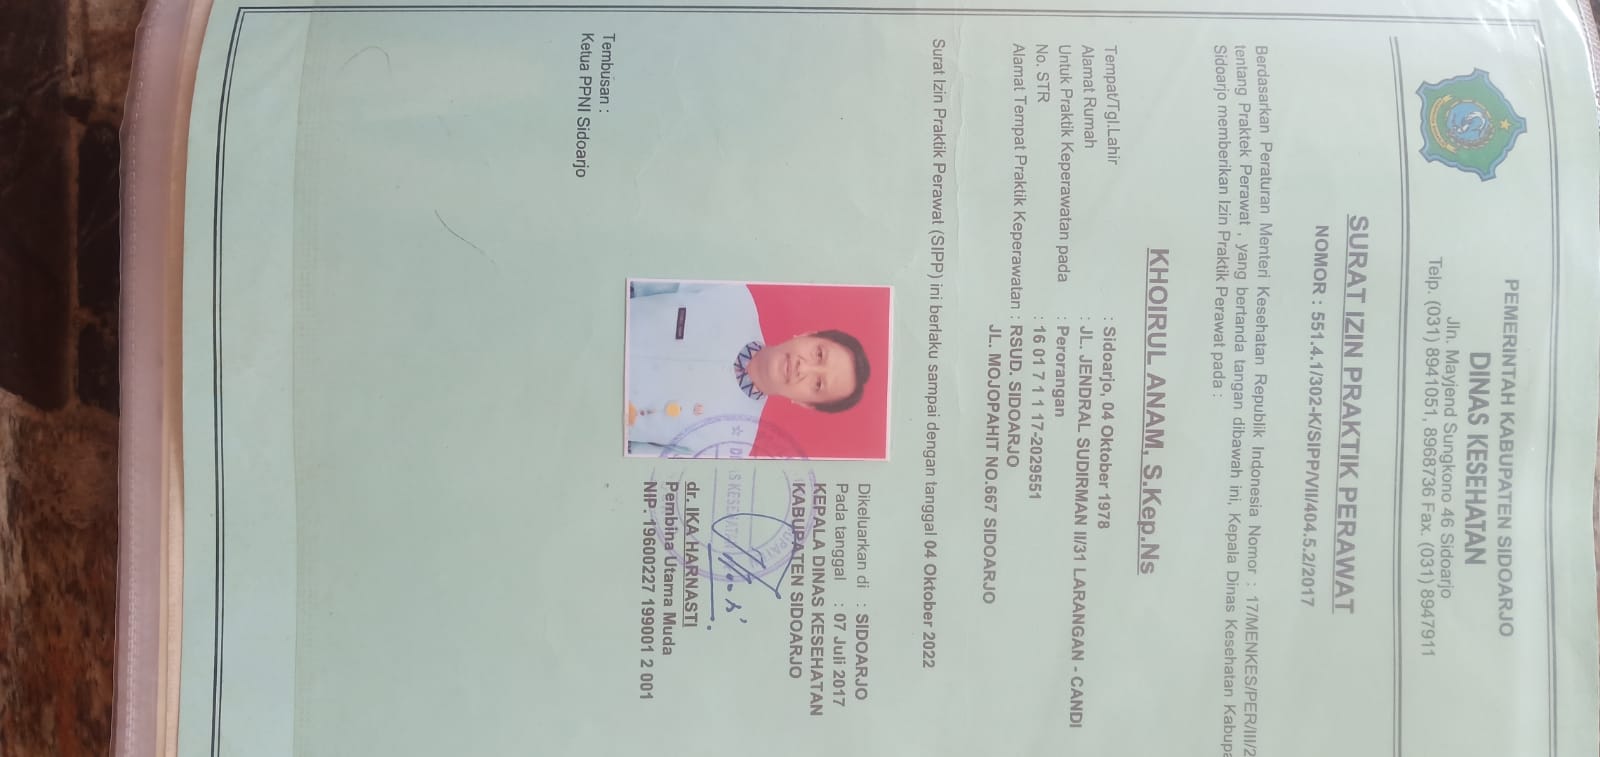 PEMERINTAH KABUPATEN SIDOARJO
DINAS KESEHATAN
Jln. Mayjend Sungkono 46 Sidoarjo
Telp. (031) 8941051, 8968736 Fax. (031) 8947911
SURAT IZIN PRAKTIK PERAWAT
NOMOR : 551.4.1/302-K/SIPP/VII/404.5.2/2017
Berdasarkan Peraturan Menteri Kesehatan Republik Indonesia Nomor : 17/MENKES/PER/III/2
tentang Praktek Perawat , yang bertanda tangan dibawah ini, Kepala Dinas Kesehatan Kabupa
Sidoarjo memberikan Izin Praktik Perawat pada :
KHOIRUL ANAM, S.Kep.Ns
Tempat/Tgl.Lahir : Sidoarjo, 04 Oktober 1978
Alamat Rumah : JL. JENDRAL SUDIRMAN II/31 LARANGAN - CANDI
Untuk Praktik Keperawatan pada : Perorangan
No. STR : 16 01 7 1 1 17-2029551
Alamat Tempat Praktik Keperawatan : RSUD. SIDOARJO
JL. MOJOPAHIT NO.667 SIDOARJO
Surat Izin Praktik Perawat (SIPP) ini berlaku sampai dengan tanggal 04 Oktober 2022
Dikeluarkan di : SIDOARJO
Pada tanggal : 07 Juli 2017
KEPALA DINAS KESEHATAN
KABUPATEN SIDOARJO
dr. IKA HARNASTI
Pembina Utama Muda
NIP. 19600227 199001 2 001
Tembusan :
Ketua PPNI Sidoarjo